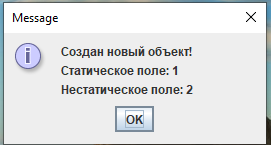 Message
Создан новый объект!
Статическое поле: 1
Нестатическое поле: 2
OK